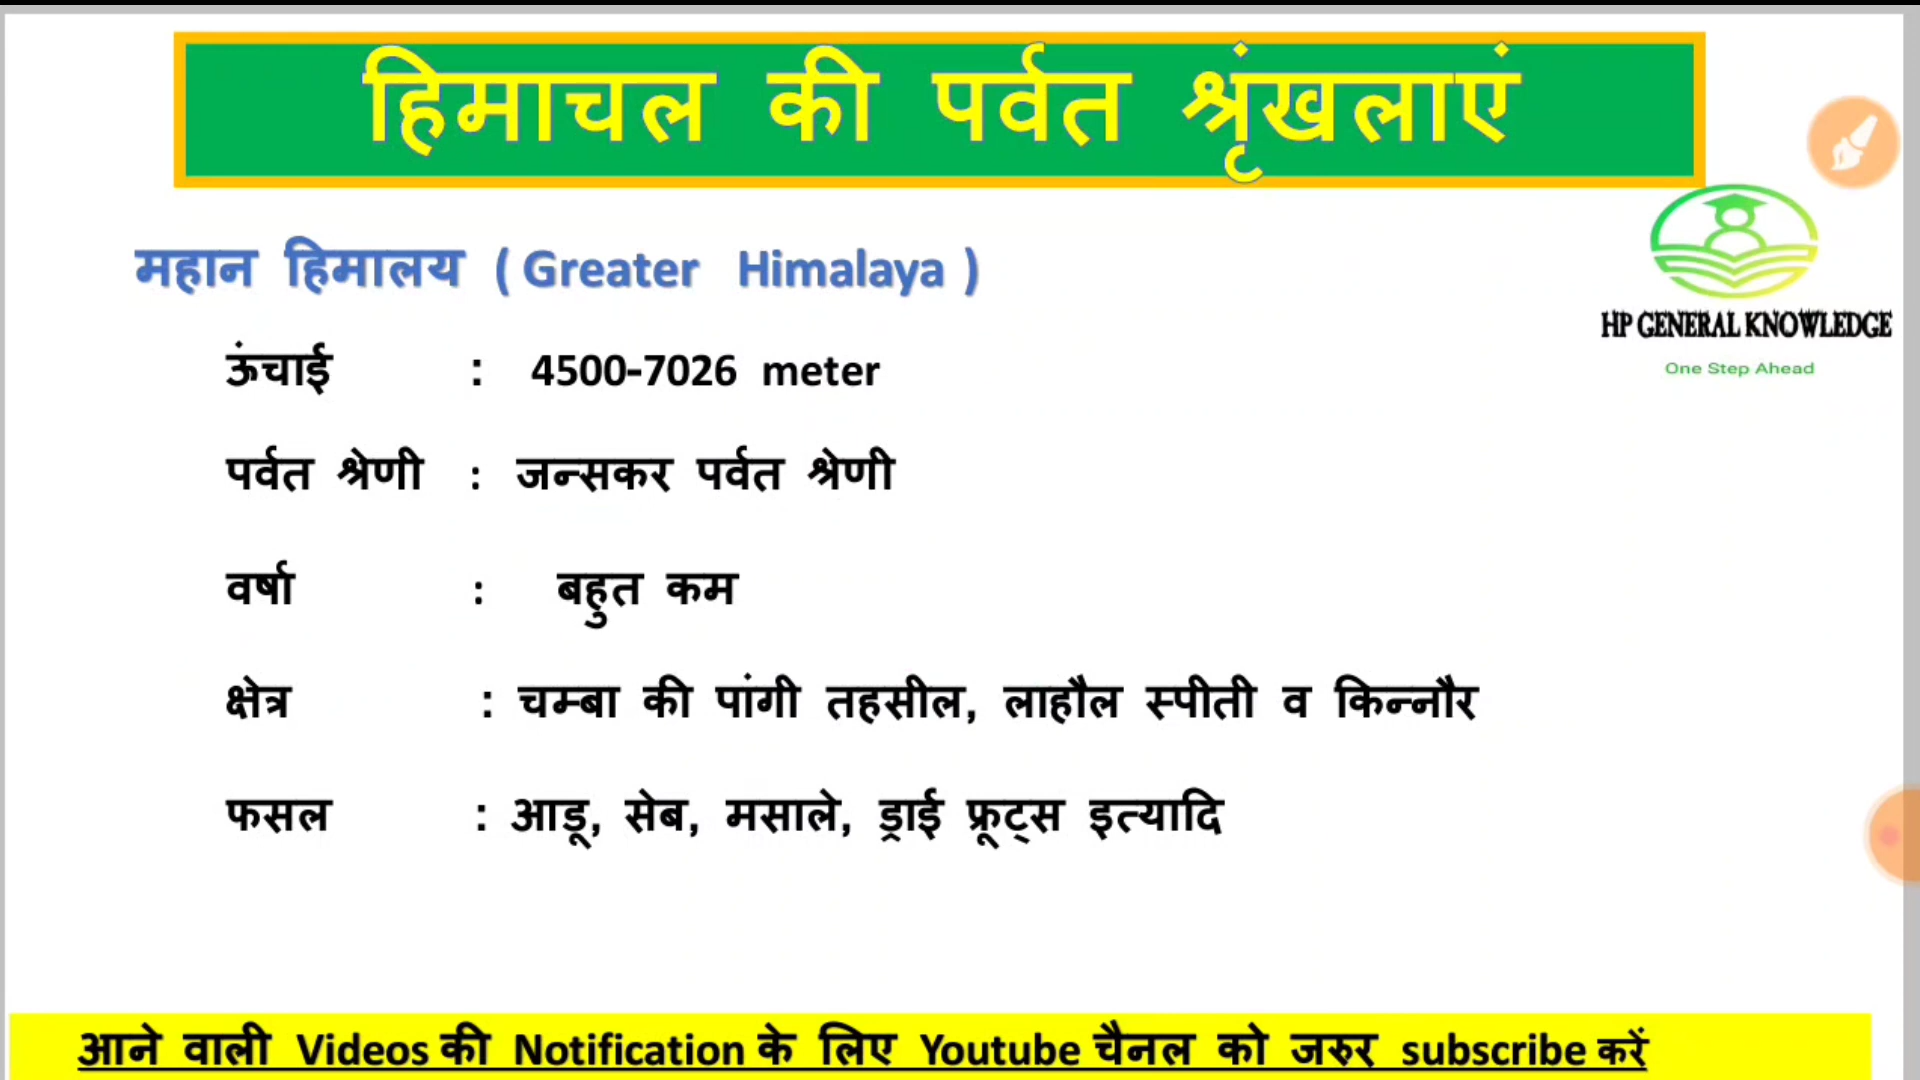 हिमाचल की पर्वत श्रृंखलाएं
महान हिमालय ( Greater Himalaya )
HP GENERAL KNOWLEDGE
One Step Ahead
ऊंचाई : 4500-7026 meter
पर्वत श्रेणी : जन्सकर पर्वत श्रेणी
वर्षा : बहुत कम
क्षेत्र : चम्बा की पांगी तहसील, लाहौल स्पीती व किन्नौर
फसल : आडू, सेब, मसाले, ड्राई फ्रूट्स इत्यादि
आने वाली Videos की Notification के लिए Youtube चैनल को जरुर subscribe करें